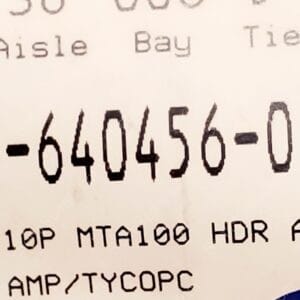 Aisle Bay Tie
-640456-0
10P MTA100 HDR A
AMP/TYCOPC